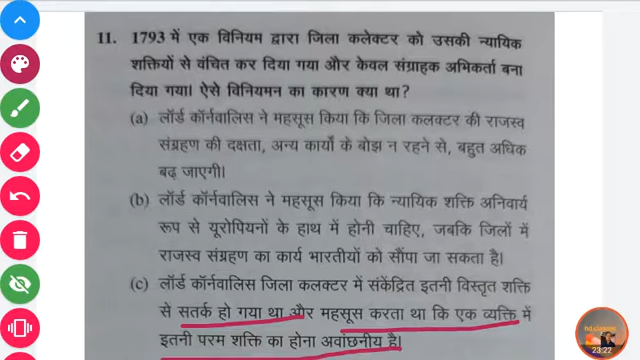 11. 1793 में एक विनियम द्वारा जिला कलेक्टर को उसकी न्यायिक
शक्तियों से वंचित कर दिया गया और केवल संग्राहक अभिकर्ता बना
दिया गया। ऐसे विनियमन का कारण क्या था?
(a) लॉर्ड कॉर्नवालिस ने महसूस किया कि जिला कलक्टर की राजस्व
संग्रहण की दक्षता, अन्य कार्यों के बोझ न रहने से, बहुत अधिक
बढ़ जाएगी।
(b) लॉर्ड कॉर्नवालिस ने महसूस किया कि न्यायिक शक्ति अनिवार्य
रूप से यूरोपियनों के हाथ में होनी चाहिए, जबकि जिलों में
राजस्व संग्रहण का कार्य भारतीयों को सौंपा जा सकता है।
(c) लॉर्ड कॉर्नवालिस जिला कलक्टर में संकेंद्रित इतनी विस्तृत शक्ति
से सतर्क हो गया था और महसूस करता था कि एक व्यक्ति में
इतनी परम शक्ति का होना अवांछनीय है।
hd classes
23:22